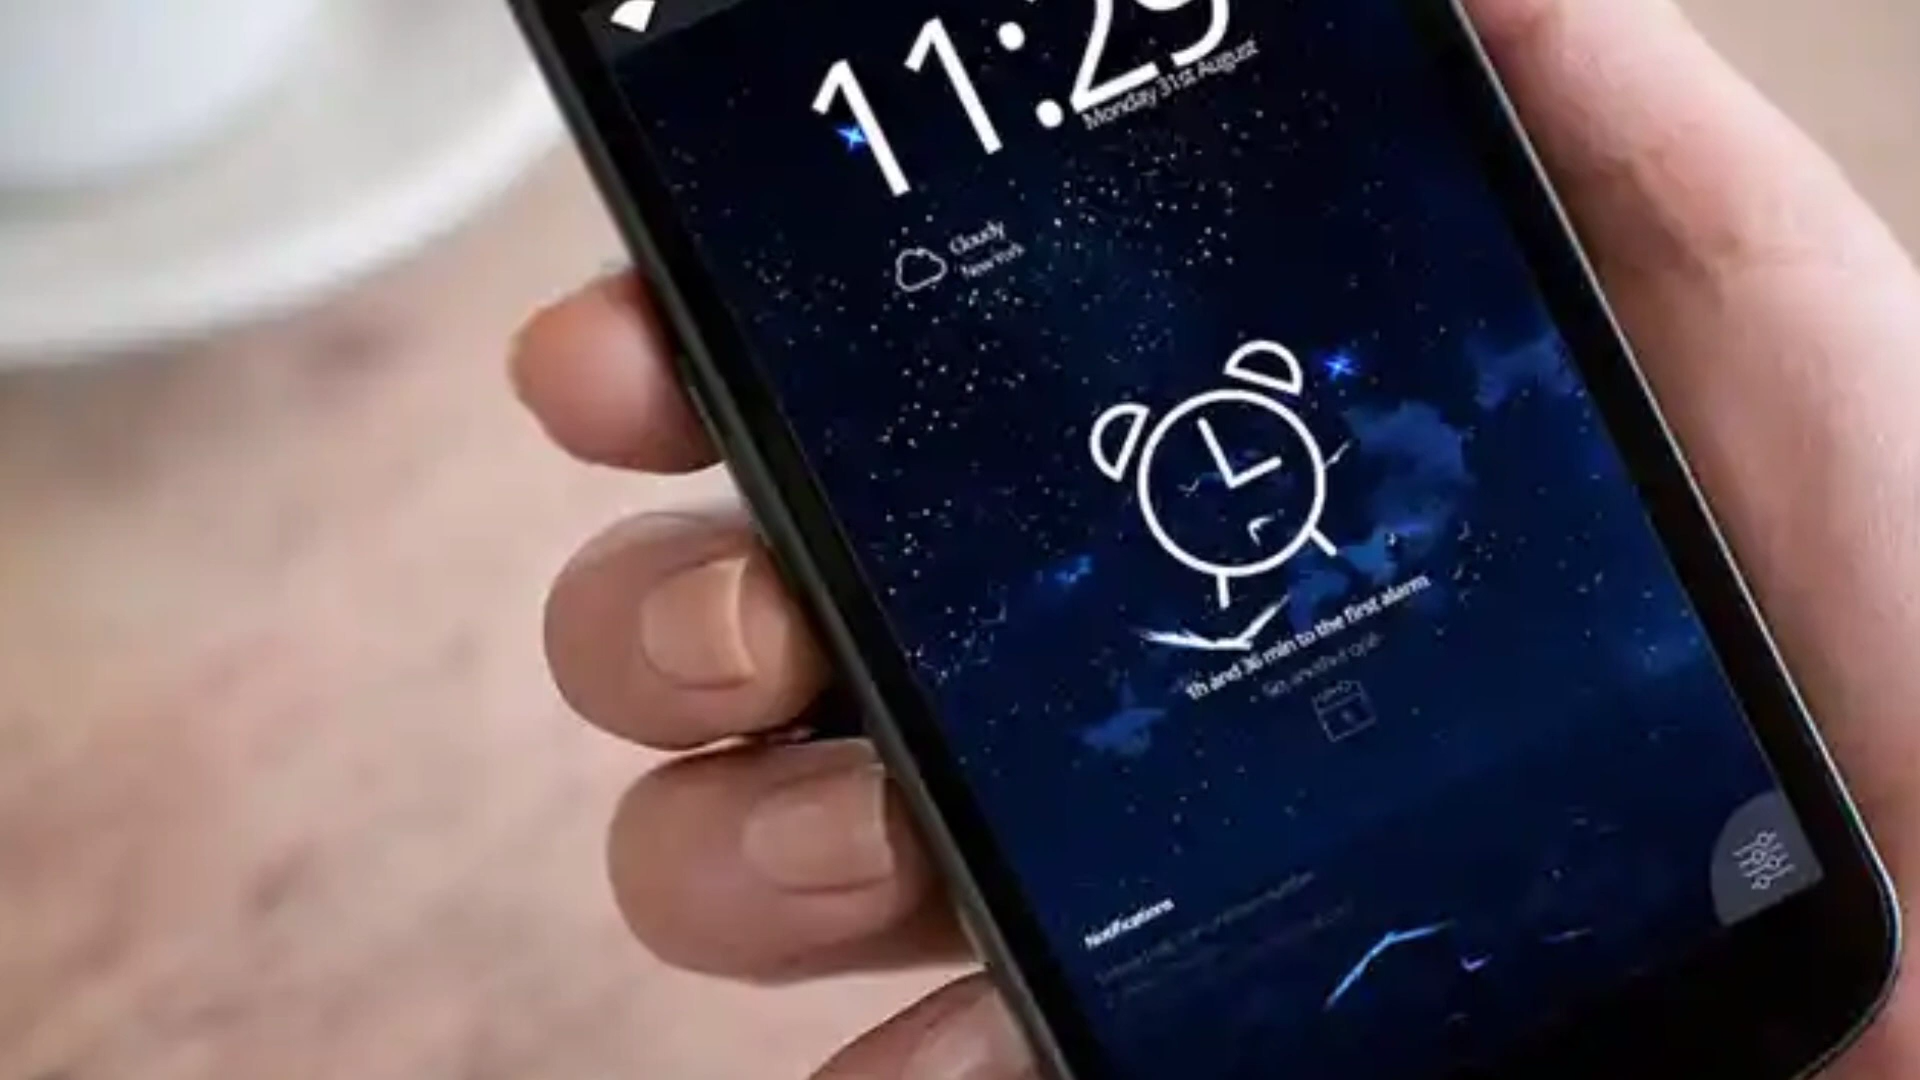 11:29
Monday 31st August
Cloudy
New York
1h and 36 min to the first alarm
Notifications